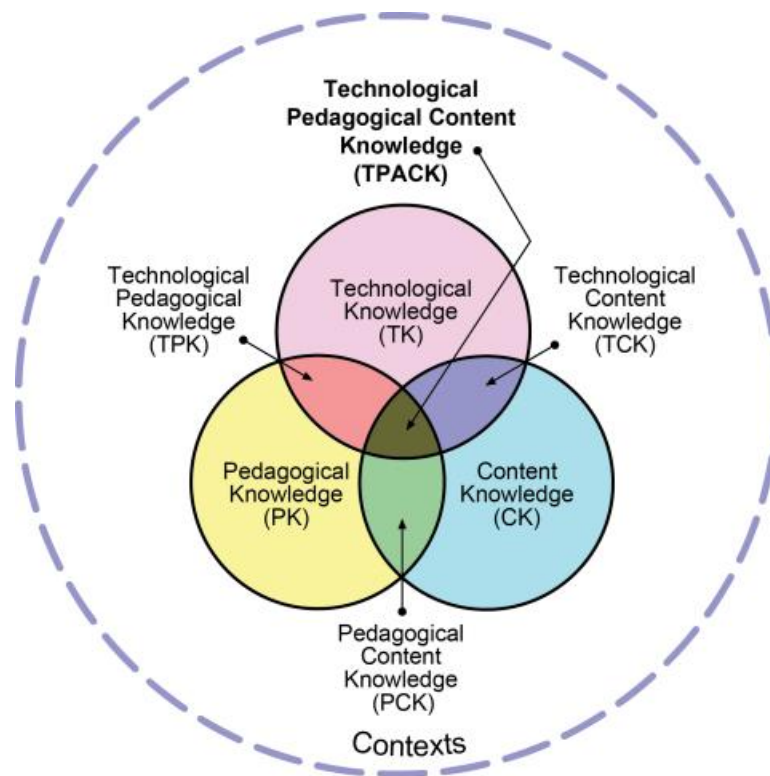 Technological
Pedagogical Content
Knowledge
(TPACK)
Technological
Pedagogical
Knowledge
(TPK)
Technological
Knowledge
(TK)
Technological
Content
Knowledge
(TCK)
Pedagogical
Knowledge
(PK)
Content
Knowledge
(CK)
Pedagogical
Content
Knowledge
(PCK)
Contexts